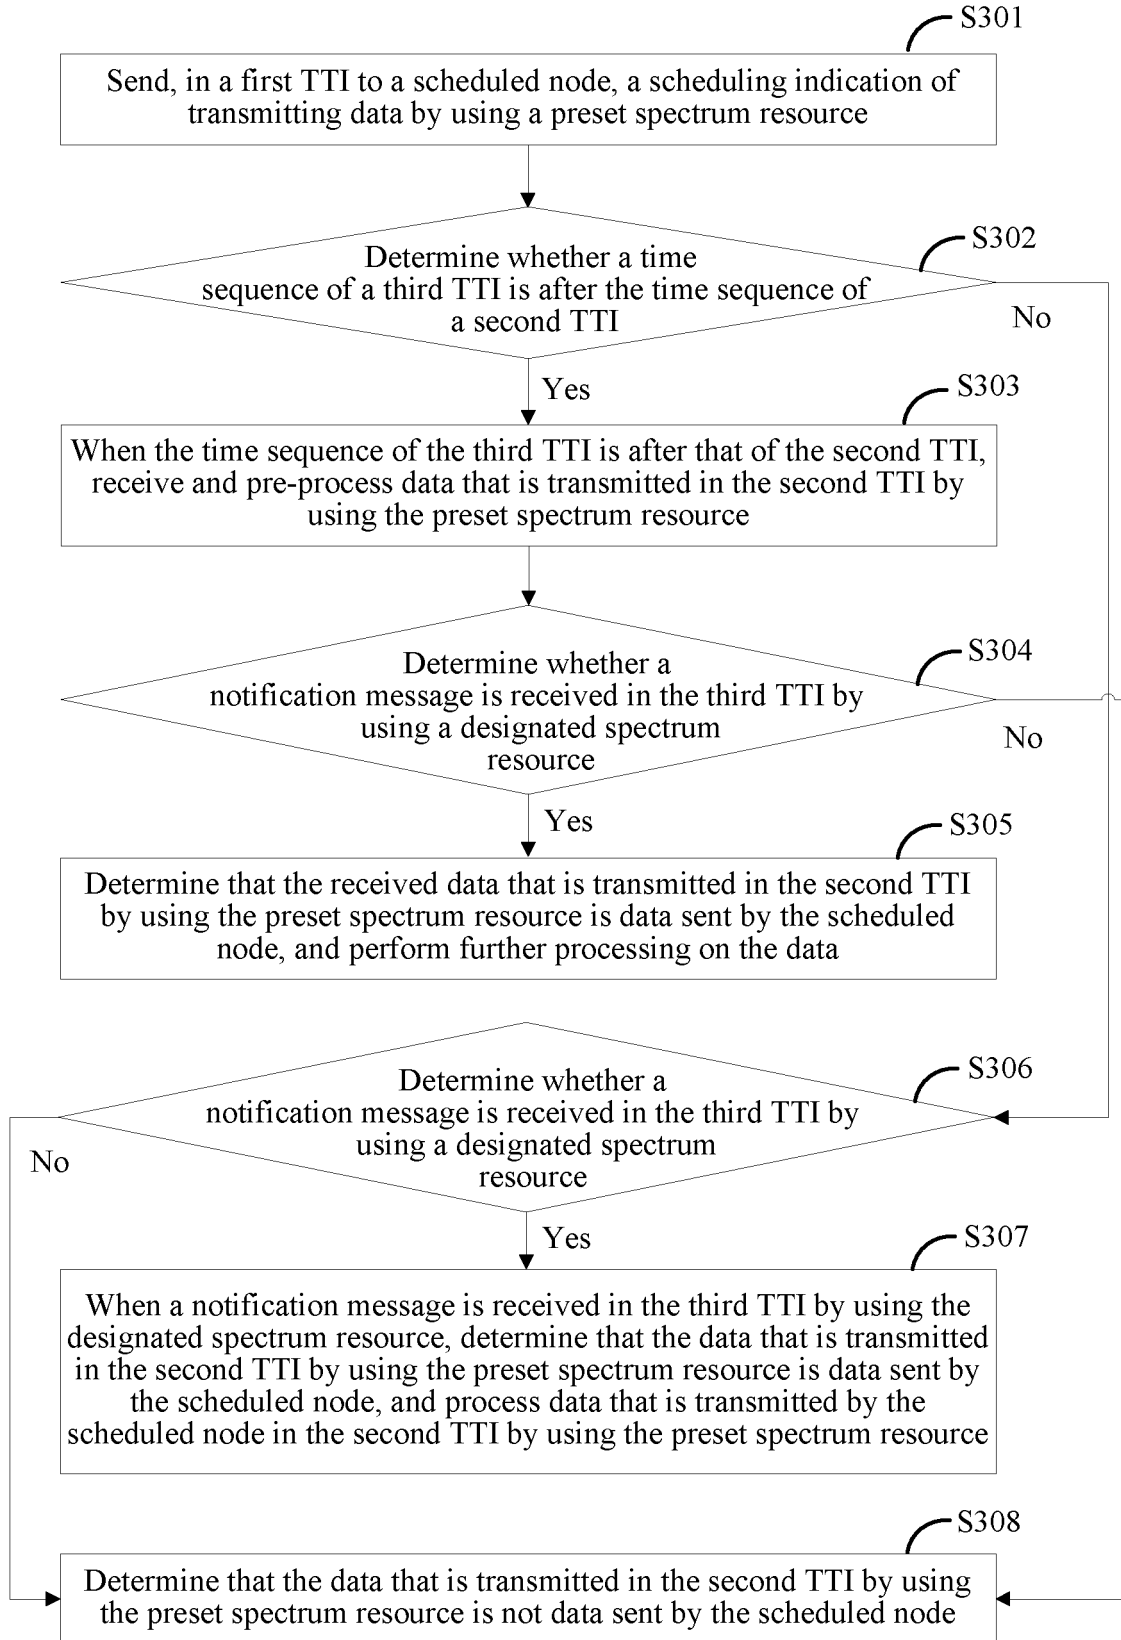 S301
Send, in a first TTI to a scheduled node, a scheduling indication of
transmitting data by using a preset spectrum resource
S302
Determine whether a time
sequence of a third TTI is after the time sequence of
a second TTI
No
Yes
S303
When the time sequence of the third TTI is after that of the second TTI,
receive and pre-process data that is transmitted in the second TTI by
using the preset spectrum resource
S304
Determine whether a
notification message is received in the third TTI by
using a designated spectrum
resource
No
Yes
S305
Determine that the received data that is transmitted in the second TTI
by using the preset spectrum resource is data sent by the scheduled
node, and perform further processing on the data
S306
Determine whether a
notification message is received in the third TTI by
using a designated spectrum
resource
No
Yes
S307
When a notification message is received in the third TTI by using the
designated spectrum resource, determine that the data that is transmitted
in the second TTI by using the preset spectrum resource is data sent by
the scheduled node, and process data that is transmitted by the
scheduled node in the second TTI by using the preset spectrum resource
S308
Determine that the data that is transmitted in the second TTI by using
the preset spectrum resource is not data sent by the scheduled node